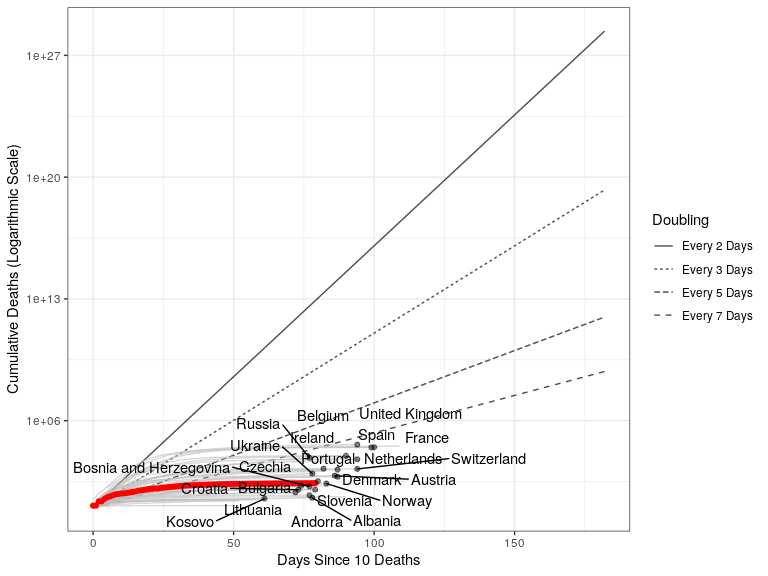 1e+27
1e+20
1e+13
1e+06
Cumulative Deaths (Logarithmic Scale)
Belgium
United Kingdom
Russia
Ireland
Spain
France
Ukraine
Portugal
Netherlands
Switzerland
Bosnia and Herzegovina
Czechia
Denmark
Austria
Croatia
Bulgaria
Slovenia
Norway
Lithuania
Kosovo
Andorra
Albania
0
50
100
150
Days Since 10 Deaths
Doubling
Every 2 Days
Every 3 Days
Every 5 Days
Every 7 Days